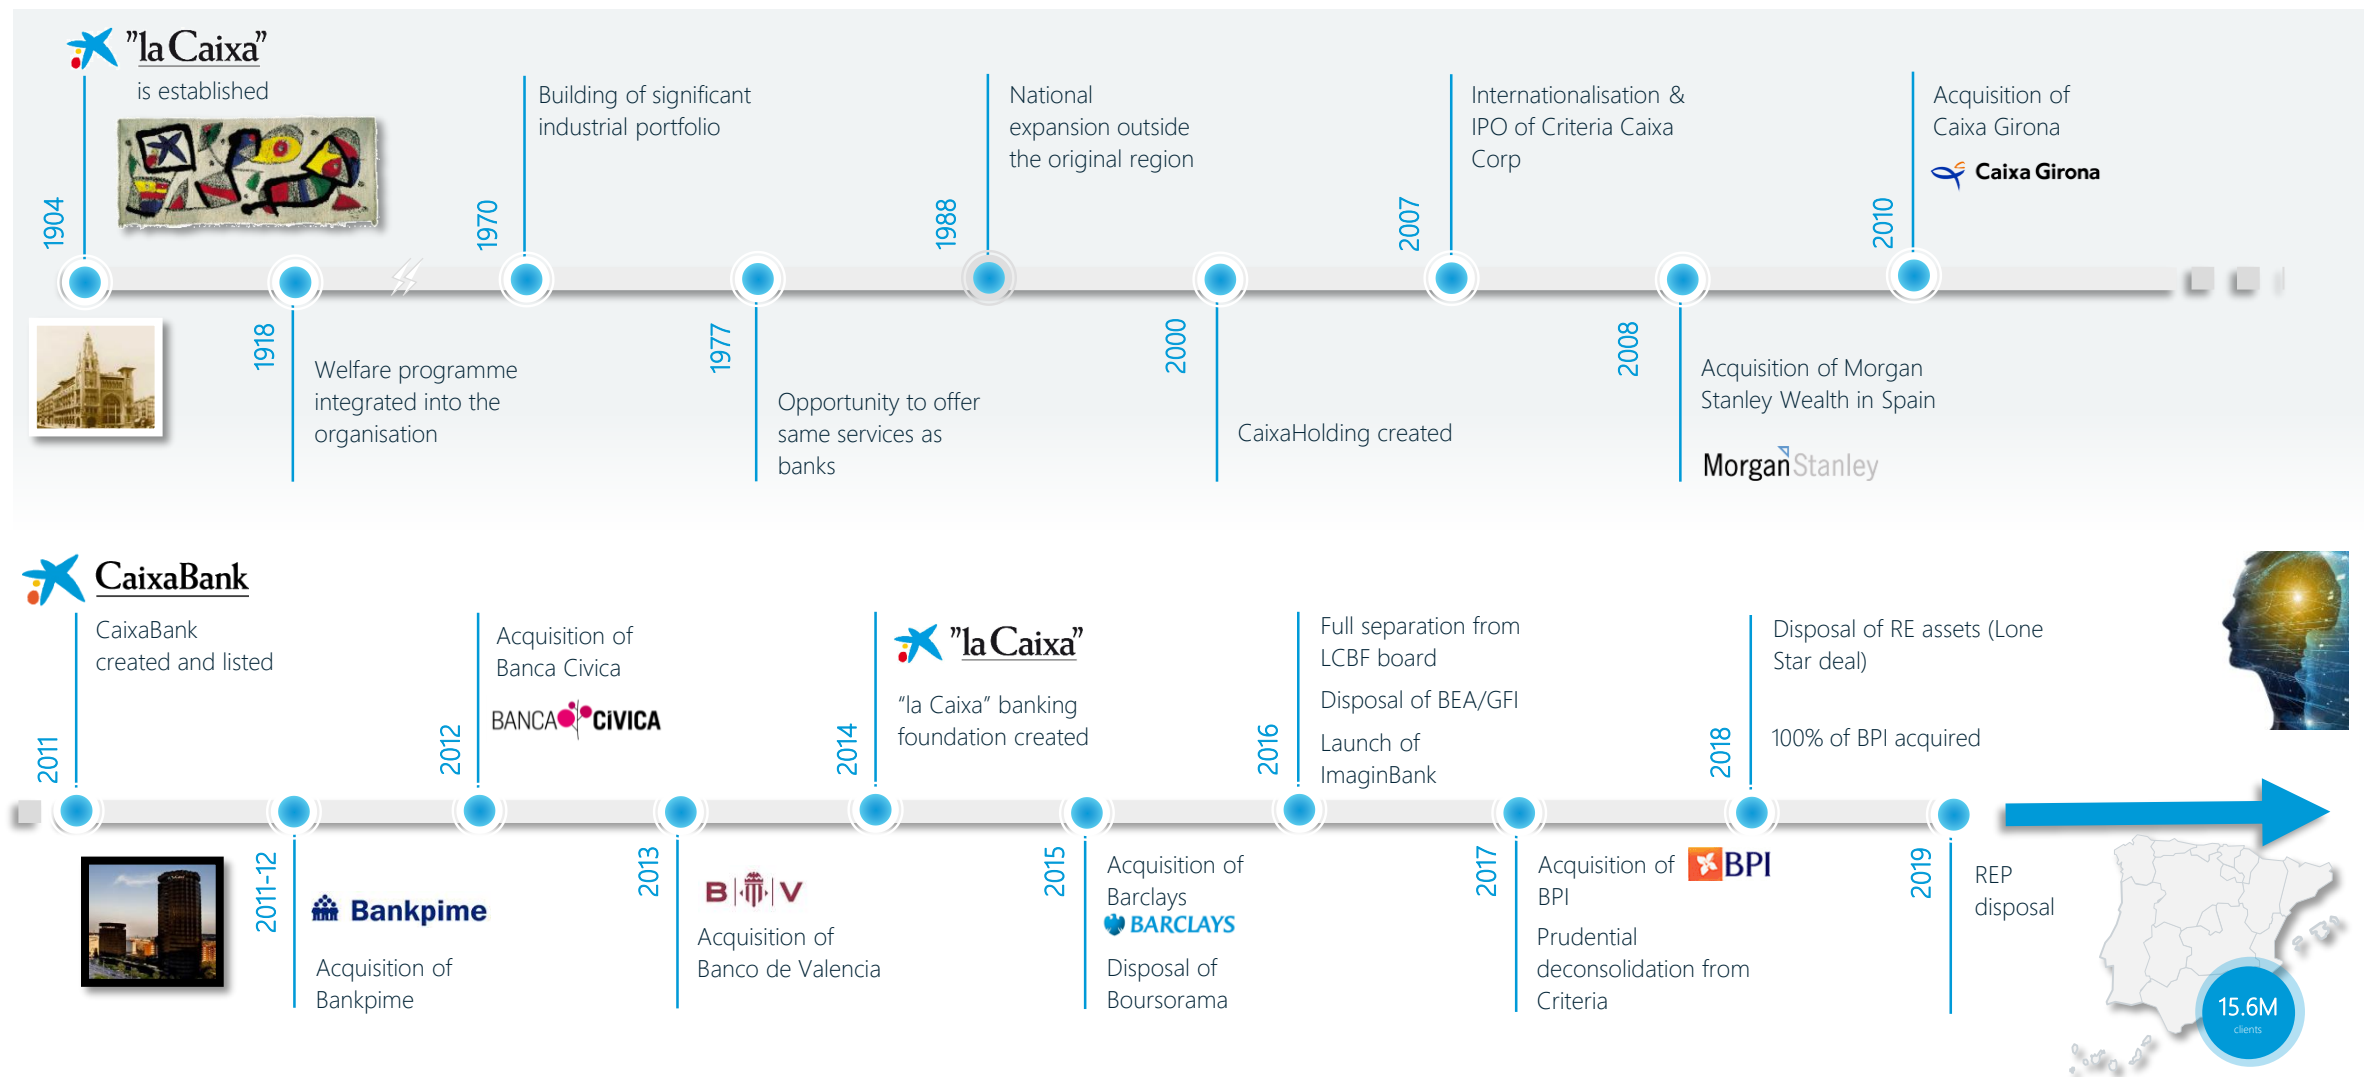 "la Caixa"
is established
1904
1918
Welfare programme
integrated into the
organisation
1970
Building of significant
industrial portfolio
1977
Opportunity to offer
same services as
banks
1988
National
expansion outside
the original region
2000
CaixaHolding created
2007
Internationalisation &
IPO of Criteria Caixa
Corp
2008
Acquisition of Morgan
Stanley Wealth in Spain
Morgan Stanley
2010
Acquisition of
Caixa Girona
Caixa Girona
CaixaBank
CaixaBank
created and listed
2011
2011-12
Bankpime
Acquisition of
Bankpime
2012
Acquisition of
Banca Civica
BANCA CíVICA
2013
B V
Acquisition of
Banco de Valencia
2014
"la Caixa"
“la Caixa” banking
foundation created
2015
Acquisition of
Barclays
BARCLAYS
Disposal of
Boursorama
2016
Full separation from
LCBF board
Disposal of BEA/GFI
Launch of
ImaginBank
2017
Acquisition of
BPI
BPI
Prudential
deconsolidation from
Criteria
2018
Disposal of RE assets (Lone
Star deal)
100% of BPI acquired
2019
REP
disposal
15.6M
clients